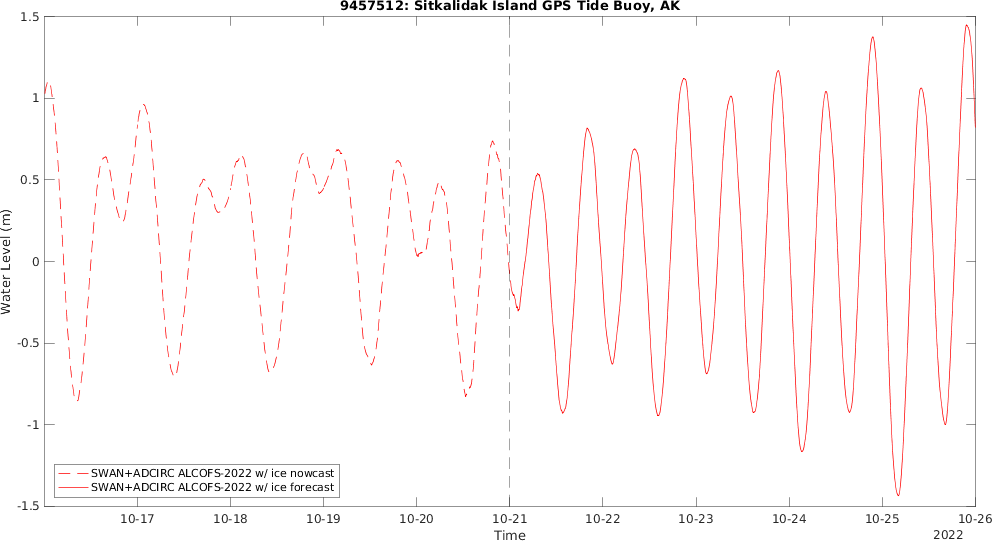 9457512: Sitkalidak Island GPS Tide Buoy, AK
1.5
1
0.5
0
-0.5
-1
-1.5
Water Level (m)
SWAN+ADCIRC ALCOFS-2022 w/ ice nowcast
SWAN+ADCIRC ALCOFS-2022 w/ ice forecast
10-17 10-18 10-19 10-20 10-21 10-22 10-23 10-24 10-25 10-26
Time
2022